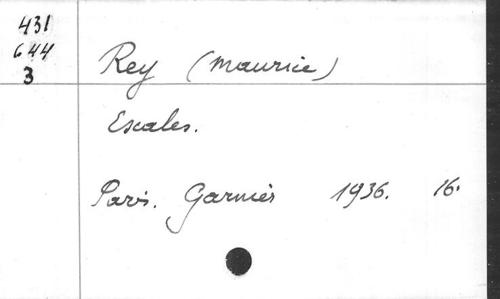 431
644
3
Rey (Maurice)
Escales.
Paris. Garnier 1936. 16.